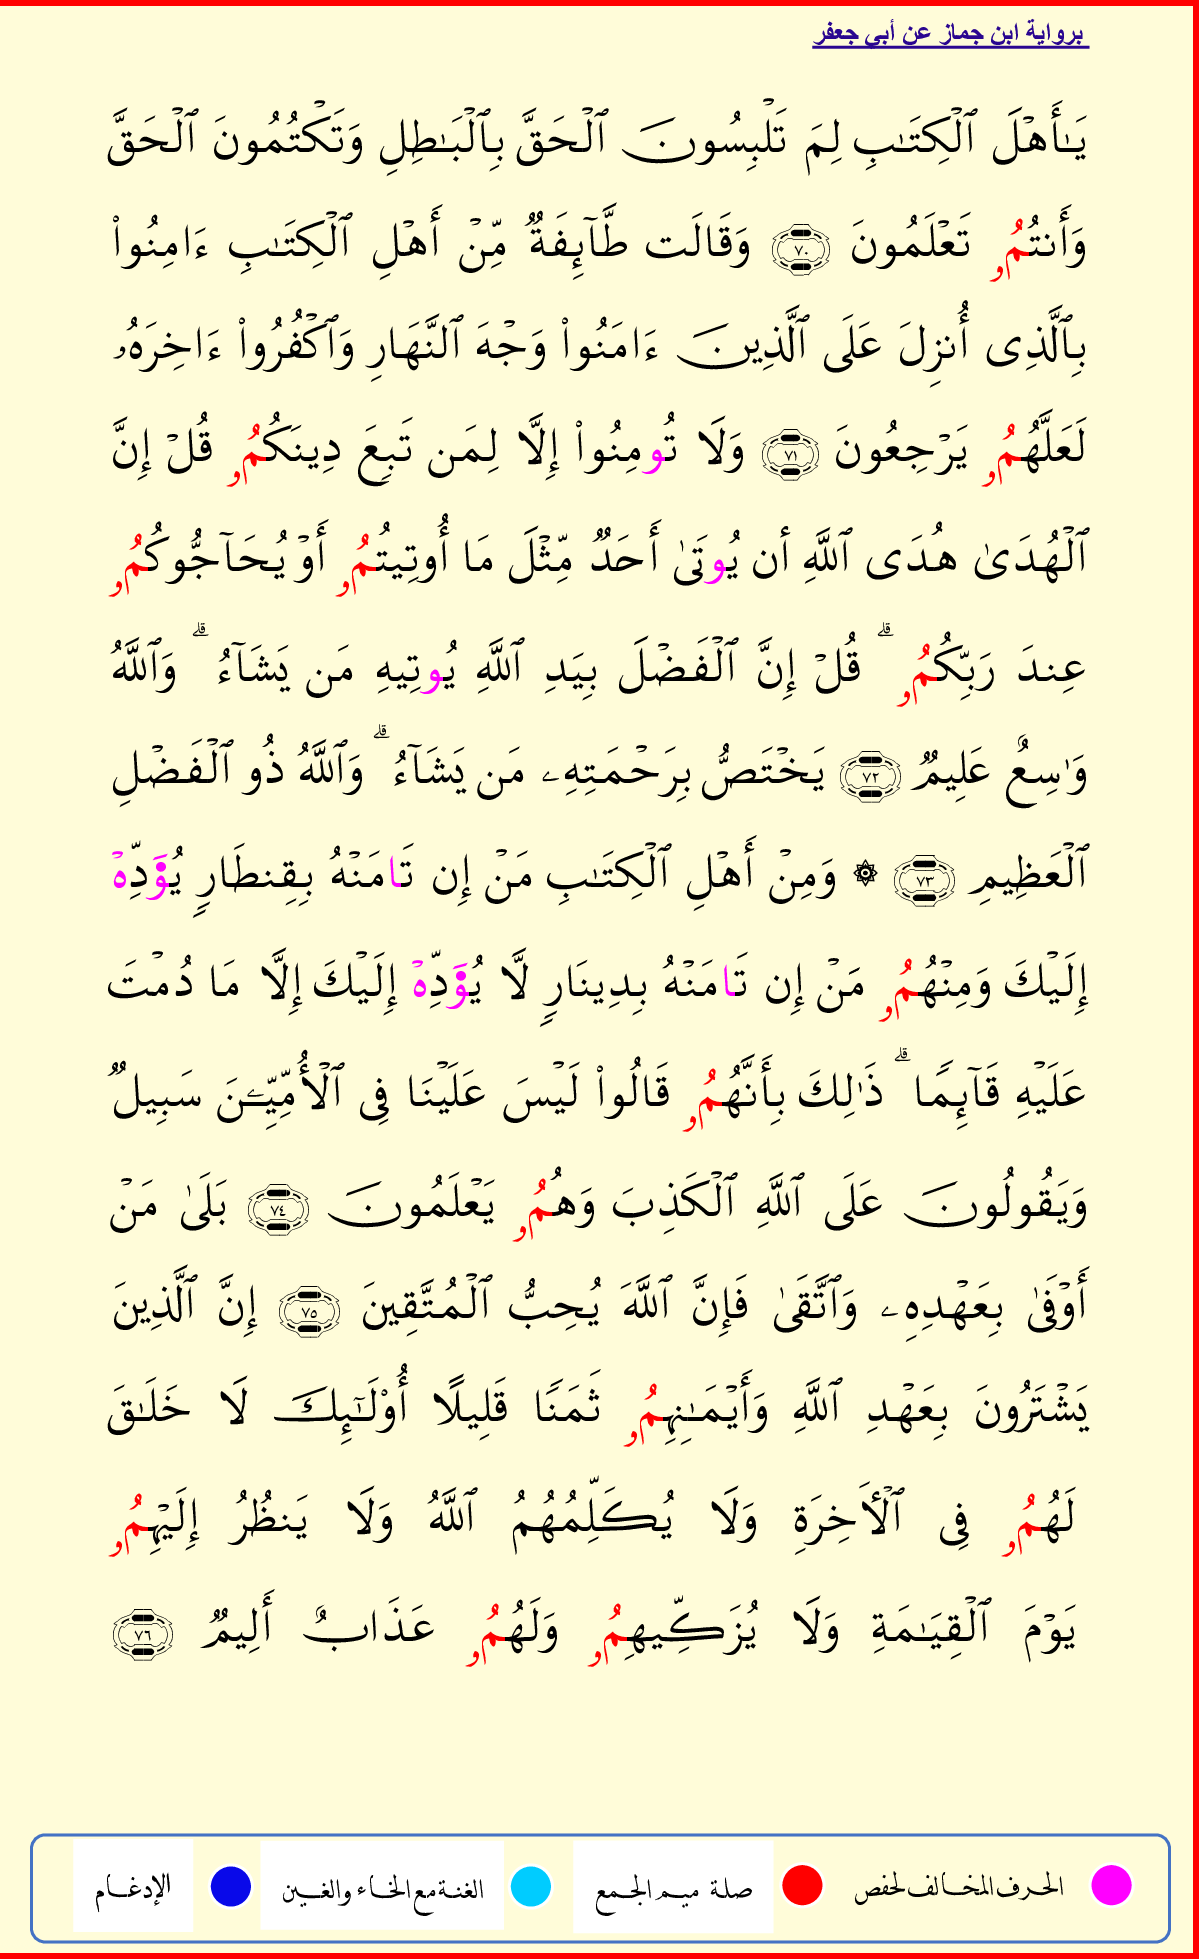 برواية ابن جماز عن أبي جعفر
يَـٰٓأَهۡلَ ٱلۡكِتَـٰبِ لِمَ تَلۡبِسُونَ ٱلۡحَقَّ بِٱلۡبَـٰطِلِ وَتَكۡتُمُونَ ٱلۡحَقَّ
وَأَنتُمُۥ تَعۡلَمُونَ ٧٠ وَقَالَت طَّآئِفَةٌ مِّنۡ أَهۡلِ ٱلۡكِتَـٰبِ ءَامِنُواْ
بِٱلَّذِى أُنزِلَ عَلَى ٱلَّذِينَ ءَامَنُواْ وَجۡهَ ٱلنَّهَارِ وَٱكۡفُرُواْ ءَاخِرَهُۥ
لَعَلَّهُمُۥ يَرۡجِعُونَ ٧١ وَلَا تُومِنُواْ إِلَّا لِمَن تَبِعَ دِينَكُمُۥ قُلۡ إِنَّ
ٱلۡهُدَىٰ هُدَى ٱللَّهِ أن يُوتَىٰ أَحَدٌ مِّثۡلَ مَا أُوتِيتُمُۥ أَوۡ يُحَآجُّوكُمُۥ
عِندَ رَبِّكُمُۥ ۗ قُلۡ إِنَّ ٱلۡفَضۡلَ بِيَدِ ٱللَّهِ يُوتِيهِ مَن يَشَآءُ ۗ وَٱللَّهُ
وَٰسِعٌ عَلِيمٌ ٧٢ يَخۡتَصُّ بِرَحۡمَتِهِۦ مَن يَشَآءُ ۗ وَٱللَّهُ ذُو ٱلۡفَضۡلِ
ٱلۡعَظِيمِ ٧٣ ۞ وَمِنۡ أَهۡلِ ٱلۡكِتَـٰبِ مَنۡ إِن تَامَنۡهُ بِقِنطَارٍ يُؤَدِّهۡ
إِلَيۡكَ وَمِنۡهُمُۥ مَنۡ إِن تَامَنۡهُ بِدِينَارٍ لَّا يُؤَدِّهۡ إِلَيۡكَ إِلَّا مَا دُمۡتَ
عَلَيۡهِ قَآئِمًا ۗ ذَٰلِكَ بِأَنَّهُمُۥ قَالُواْ لَيۡسَ عَلَيۡنَا فِى ٱلۡأُمِّيِّـۧنَ سَبِيلٌ
وَيَقُولُونَ عَلَى ٱللَّهِ ٱلۡكَذِبَ وَهُمُۥ يَعۡلَمُونَ ٧٤ بَلَىٰ مَنۡ
أَوۡفَىٰ بِعَهۡدِهِۦ وَٱتَّقَىٰ فَإِنَّ ٱللَّهَ يُحِبُّ ٱلۡمُتَّقِينَ ٧٥ إِنَّ ٱلَّذِينَ
يَشۡتَرُونَ بِعَهۡدِ ٱللَّهِ وَأَيۡمَـٰنِهِمُۥ ثَمَنًا قَلِيلًا أُوْلَـٰٓئِكَ لَا خَلَـٰقَ
لَهُمُۥ فِى ٱلۡأَخِرَةِ وَلَا يُكَلِّمُهُمُ ٱللَّهُ وَلَا يَنظُرُ إِلَيۡهِمُۥ
يَوۡمَ ٱلۡقِيَـٰمَةِ وَلَا يُزَكِّيهِمُۥ وَلَهُمُۥ عَذَابٌ أَلِيمٌ ٧٦
الحرف المخالف لحفص صلة ميم الجمع الغنة مع الخاء والغين الإدغام